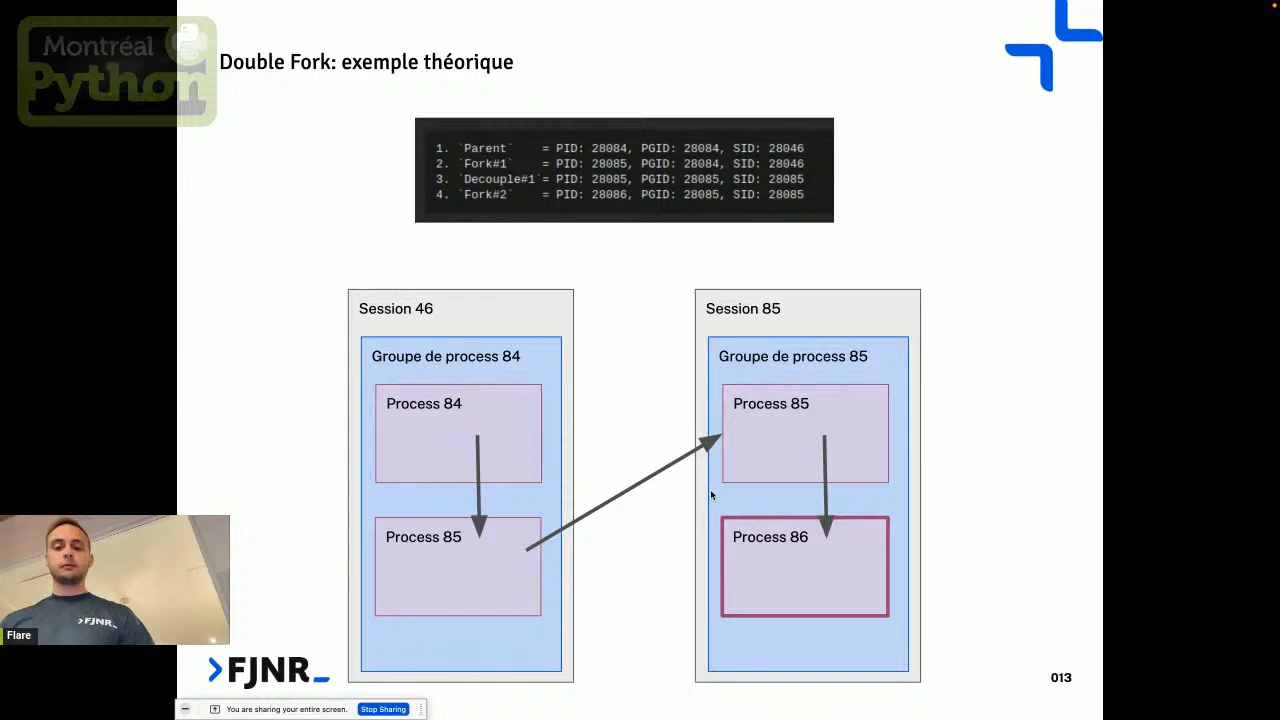 Montréal
Python
Double Fork: exemple théorique
1. `Parent` = PID: 28084, PGID: 28084, SID: 28046
2. `Fork#1` = PID: 28085, PGID: 28084, SID: 28046
3. `Decouple#1`= PID: 28085, PGID: 28085, SID: 28085
4. `Fork#2` = PID: 28086, PGID: 28085, SID: 28085
Session 46
Groupe de process 84
Process 84
Process 85
Session 85
Groupe de process 85
Process 85
Process 86
>FJNR_
Flare
>FJNR_
013
You are sharing your entire screen.
Stop Sharing